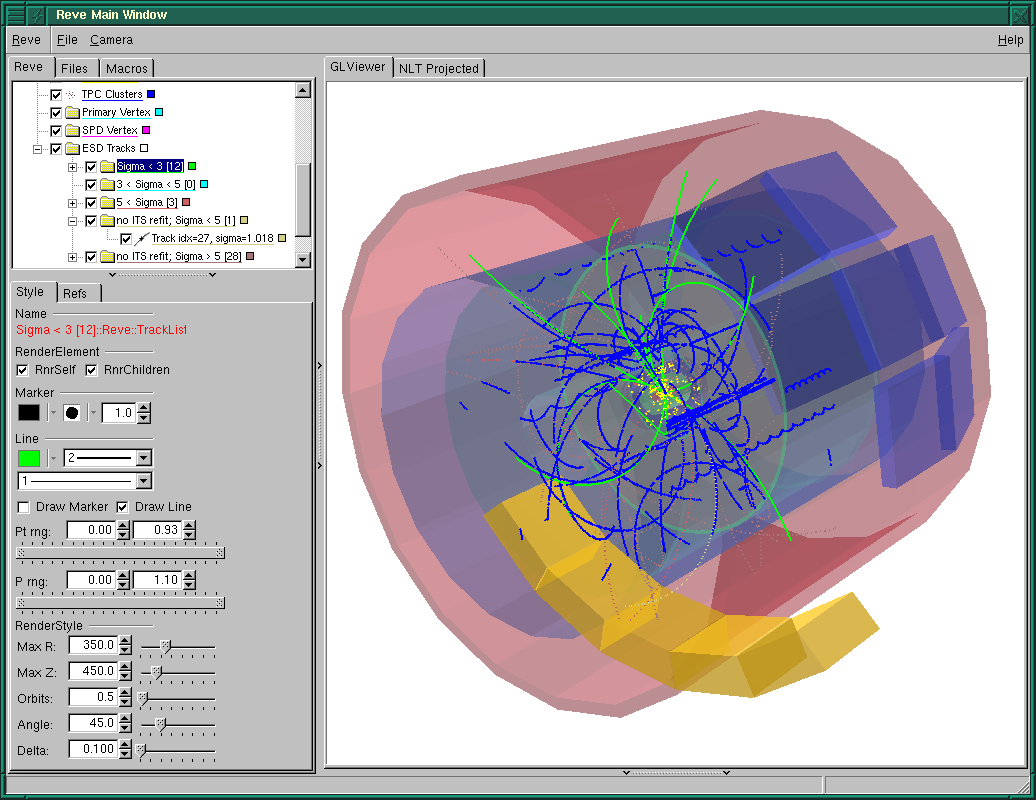 Reve Main Window
Reve File Camera Help
Reve Files Macros
GLViewer NLT Projected
TPC Clusters
Primary Vertex
SPD Vertex
ESD Tracks
Sigma < 3 [12]
3 < Sigma < 5 [0]
5 < Sigma [3]
no ITS refit; Sigma < 5 [1]
Track idx=27, sigma=1.018
no ITS refit; Sigma > 5 [28]
Style Refs
Name
Sigma < 3 [12]::Reve::TrackList
RenderElement
RnrSelf RnrChildren
Marker
1.0
Line
2
1
Draw Marker Draw Line
Pt rng: 0.00 0.93
P rng: 0.00 1.10
RenderStyle
Max R: 350.0
Max Z: 450.0
Orbits: 0.5
Angle: 45.0
Delta: 0.100